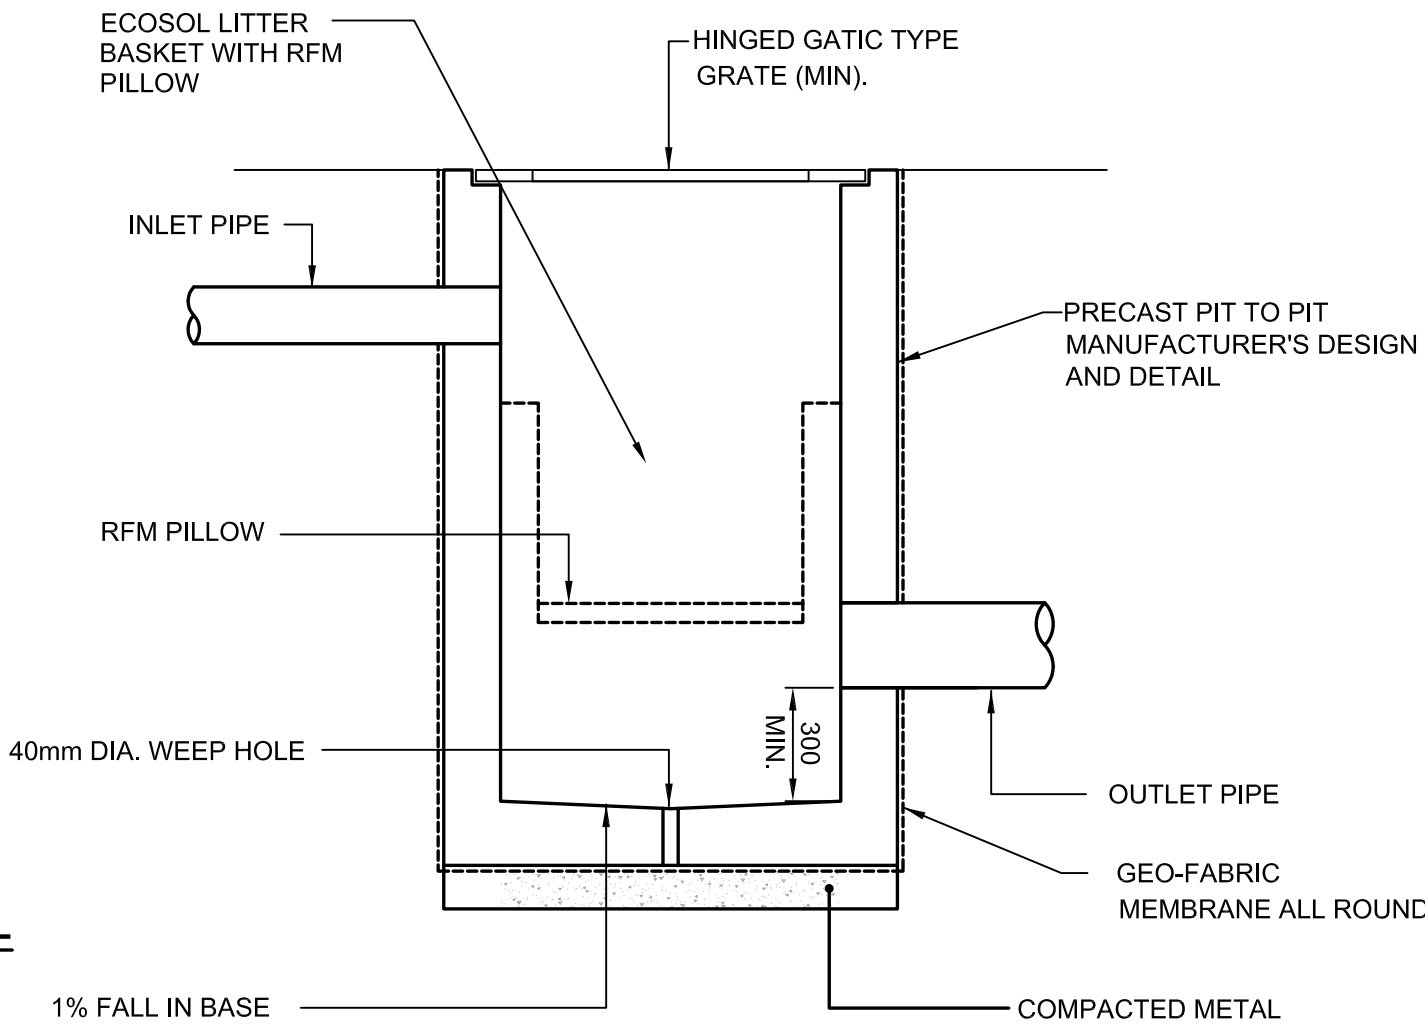 ECOSOL LITTER
BASKET WITH RFM
PILLOW
HINGED GATIC TYPE
GRATE (MIN).
INLET PIPE
PRECAST PIT TO PIT
MANUFACTURER'S DESIGN
AND DETAIL
RFM PILLOW
300
MIN.
40mm DIA. WEEP HOLE
OUTLET PIPE
GEO-FABRIC
MEMBRANE ALL ROUND
1% FALL IN BASE
COMPACTED METAL